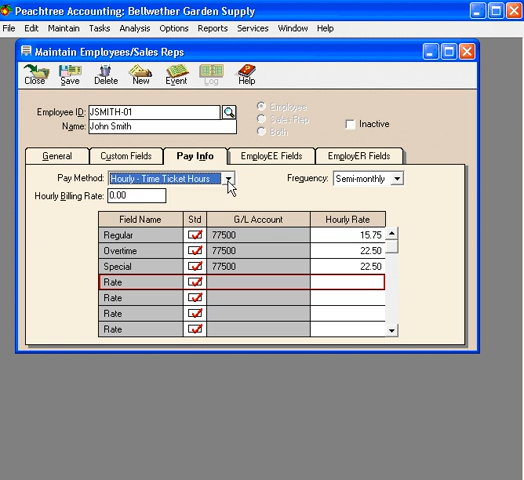 Peachtree Accounting: Bellwether Garden Supply
File Edit Maintain Tasks Analysis Options Reports Services Window Help
Maintain Employees/Sales Reps
Close Save Delete New Event Log Help
Employee ID: JSMITH-01
Name: John Smith
Employee
Sales Rep
Both
Inactive
General Custom Fields Pay Info EmployEE Fields EmployER Fields
Pay Method: Hourly - Time Ticket Hours Frequency: Semi-monthly
Hourly Billing Rate: 0.00
Field Name Std G/L Account Hourly Rate
Regular 77500 15.75
Overtime 77500 22.50
Special 77500 22.50
Rate
Rate
Rate
Rate